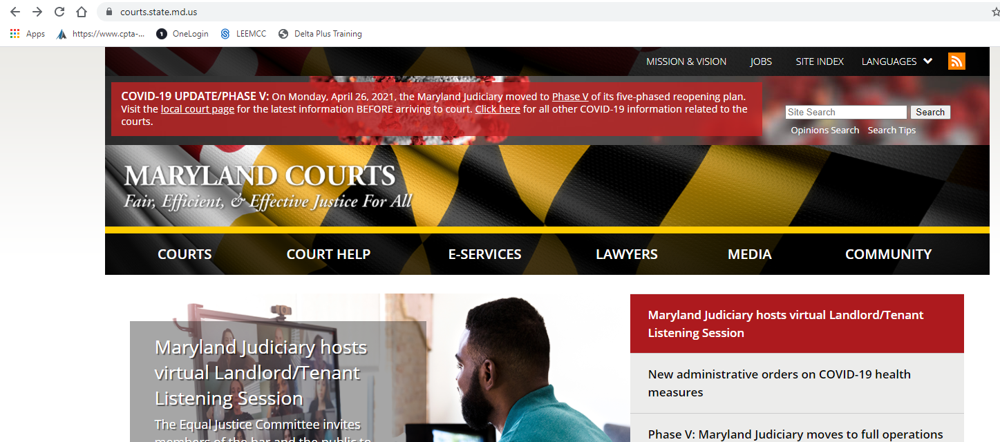 courts.state.md.us
Apps https://www.cpta-... 1 OneLogin LEEMCC Delta Plus Training
MISSION & VISION JOBS SITE INDEX LANGUAGES
COVID-19 UPDATE/PHASE V: On Monday, April 26, 2021, the Maryland Judiciary moved to Phase V of its five-phased reopening plan.
Visit the local court page for the latest information BEFORE arriving to court. Click here for all other COVID-19 information related to the
courts.
Site Search Search
Opinions Search Search Tips
MARYLAND COURTS
Fair, Efficient, & Effective Justice For All
COURTS COURT HELP E-SERVICES LAWYERS MEDIA COMMUNITY
Maryland Judiciary hosts
virtual Landlord/Tenant
Listening Session
The Equal Justice Committee invites
members of the bar and the public to
Maryland Judiciary hosts virtual Landlord/Tenant
Listening Session
New administrative orders on COVID-19 health
measures
Phase V: Maryland Judiciary moves to full operations